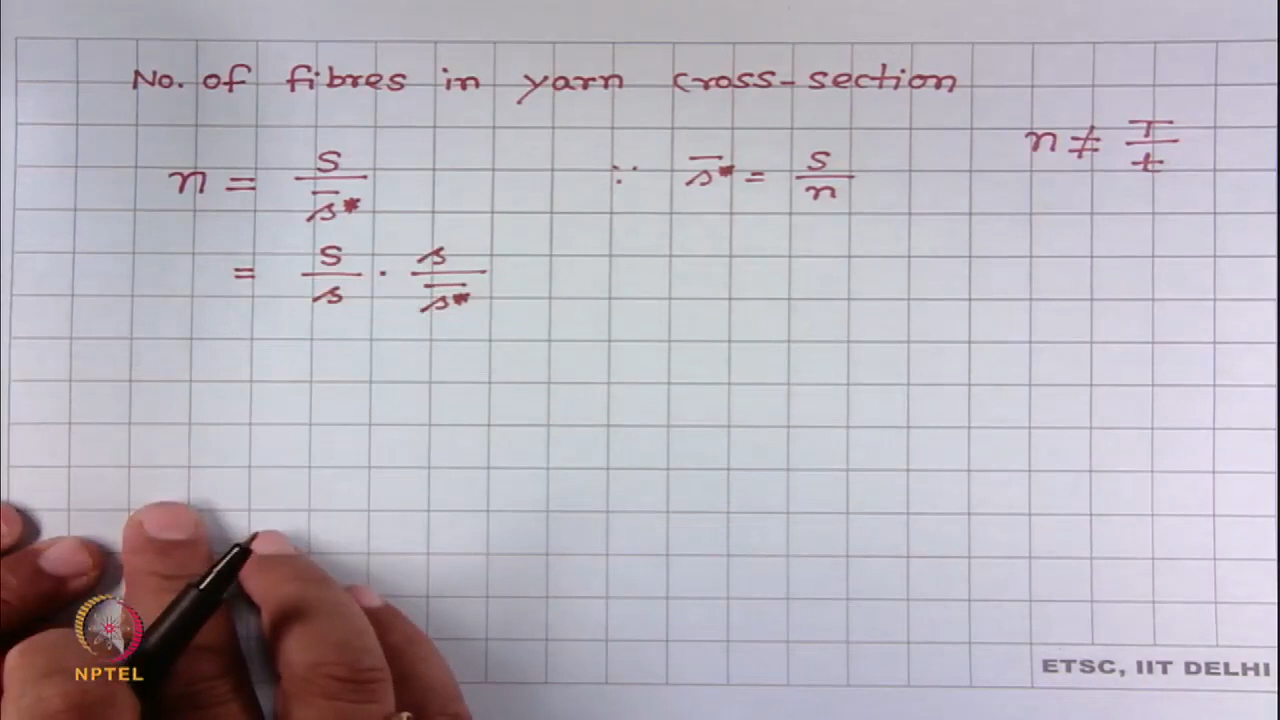 No. of fibres in yarn cross-section
n ≠ T/t
n = S/s̄* ∵ s̄* = S/n
= S/s · s/s̄*
NPTEL
ETSC, IIT DELHI